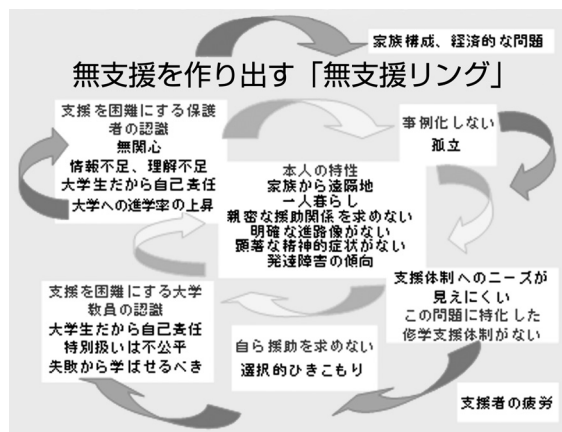 家族構成、経済的な問題
無支援を作り出す「無支援リング」
支援を困難にする保護
者の認識
無関心
情報不足、理解不足
大学生だから自己責任
大学への進学率の上昇
事例化しない
孤立
本人の特性
家族から遠隔地
一人暮らし
親密な援助関係を求めない
明確な進路像がない
顕著な精神的症状がない
発達障害の傾向
支援体制へのニーズが
見えにくい
この問題に特化した
修学支援体制がない
支援を困難にする大学
教員の認識
大学生だから自己責任
特別扱いは不公平
失敗から学ばせるべき
自ら援助を求めない
選択的ひきこもり
支援者の疲労